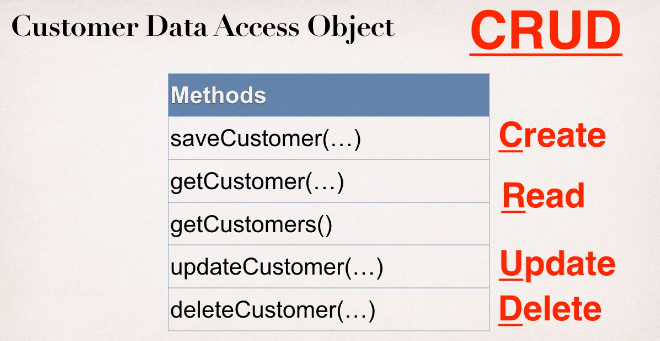 Customer Data Access Object
CRUD
Methods
saveCustomer(…)
Create
getCustomer(…)
Read
getCustomers()
updateCustomer(…)
Update
deleteCustomer(…)
Delete